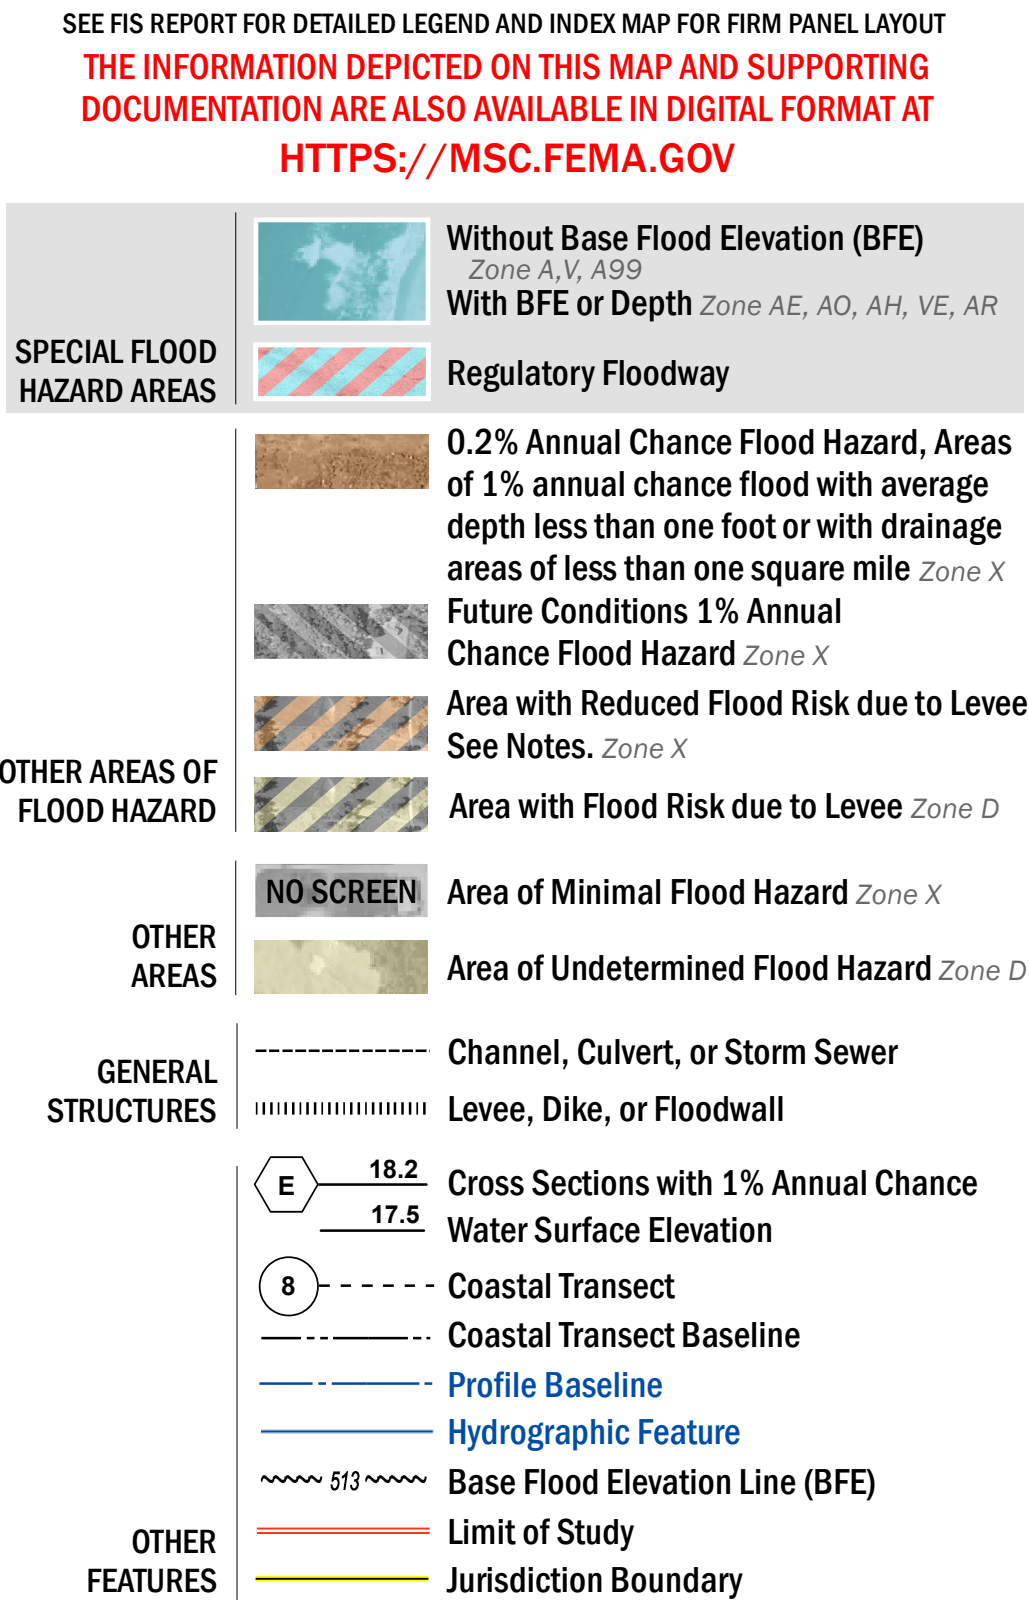 SEE FIS REPORT FOR DETAILED LEGEND AND INDEX MAP FOR FIRM PANEL LAYOUT
THE INFORMATION DEPICTED ON THIS MAP AND SUPPORTING
DOCUMENTATION ARE ALSO AVAILABLE IN DIGITAL FORMAT AT
HTTPS://MSC.FEMA.GOV
SPECIAL FLOOD
HAZARD AREAS
Without Base Flood Elevation (BFE)
Zone A,V, A99
With BFE or Depth Zone AE, AO, AH, VE, AR
Regulatory Floodway
OTHER AREAS OF
FLOOD HAZARD
0.2% Annual Chance Flood Hazard, Areas
of 1% annual chance flood with average
depth less than one foot or with drainage
areas of less than one square mile Zone X
Future Conditions 1% Annual
Chance Flood Hazard Zone X
Area with Reduced Flood Risk due to Levee
See Notes. Zone X
Area with Flood Risk due to Levee Zone D
OTHER
AREAS
NO SCREEN Area of Minimal Flood Hazard Zone X
Area of Undetermined Flood Hazard Zone D
GENERAL
STRUCTURES
Channel, Culvert, or Storm Sewer
Levee, Dike, or Floodwall
OTHER
FEATURES
E 18.2 Cross Sections with 1% Annual Chance
17.5 Water Surface Elevation
8 Coastal Transect
Coastal Transect Baseline
Profile Baseline
Hydrographic Feature
513 Base Flood Elevation Line (BFE)
Limit of Study
Jurisdiction Boundary